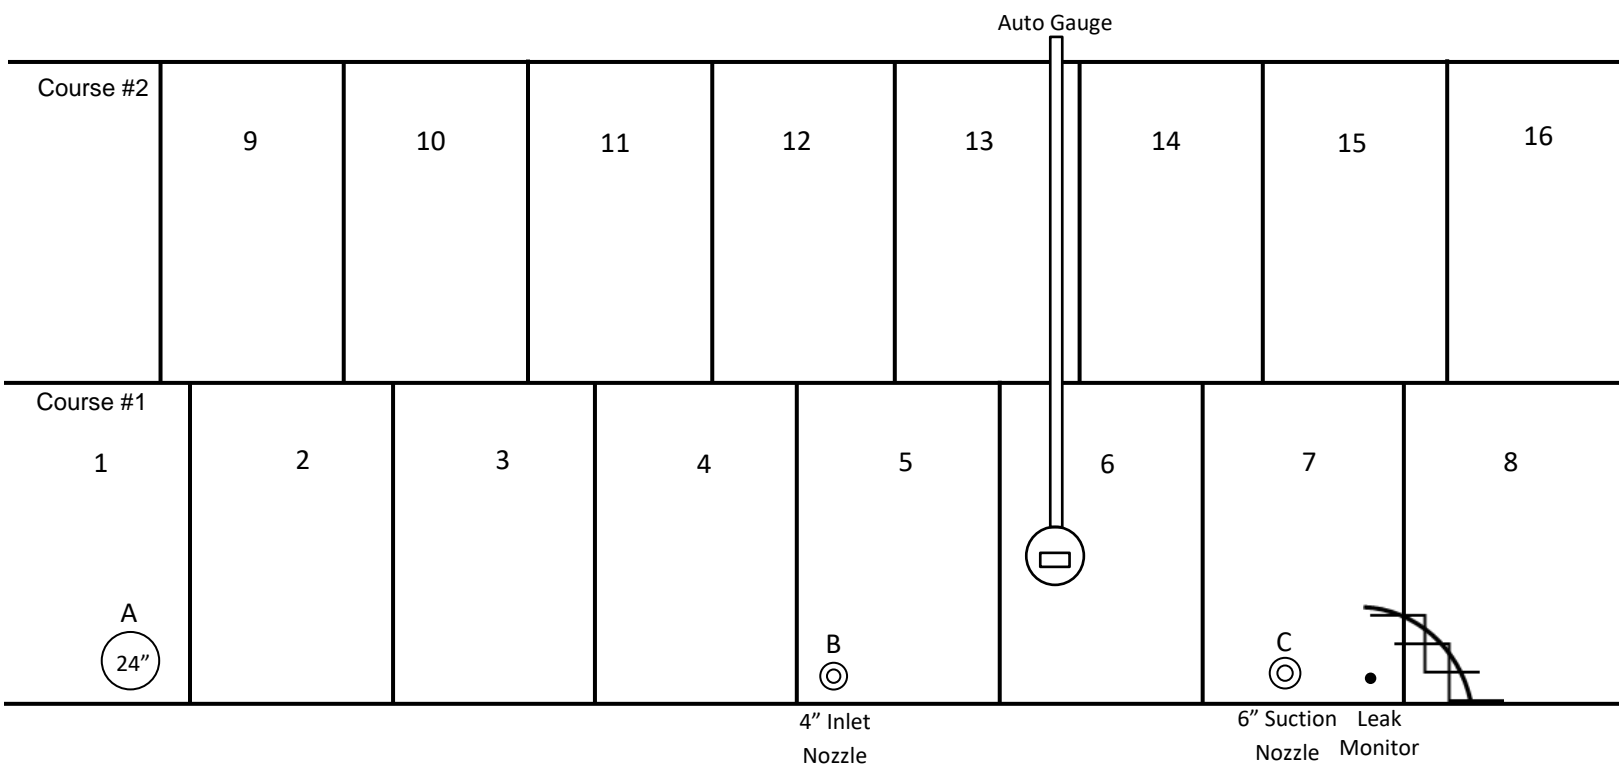 Auto Gauge
Course #2
9
10
11
12
13
14
15
16
Course #1
1
2
3
4
5
6
7
8
A
24”
B
C
4” Inlet
Nozzle
6” Suction
Nozzle
Leak
Monitor